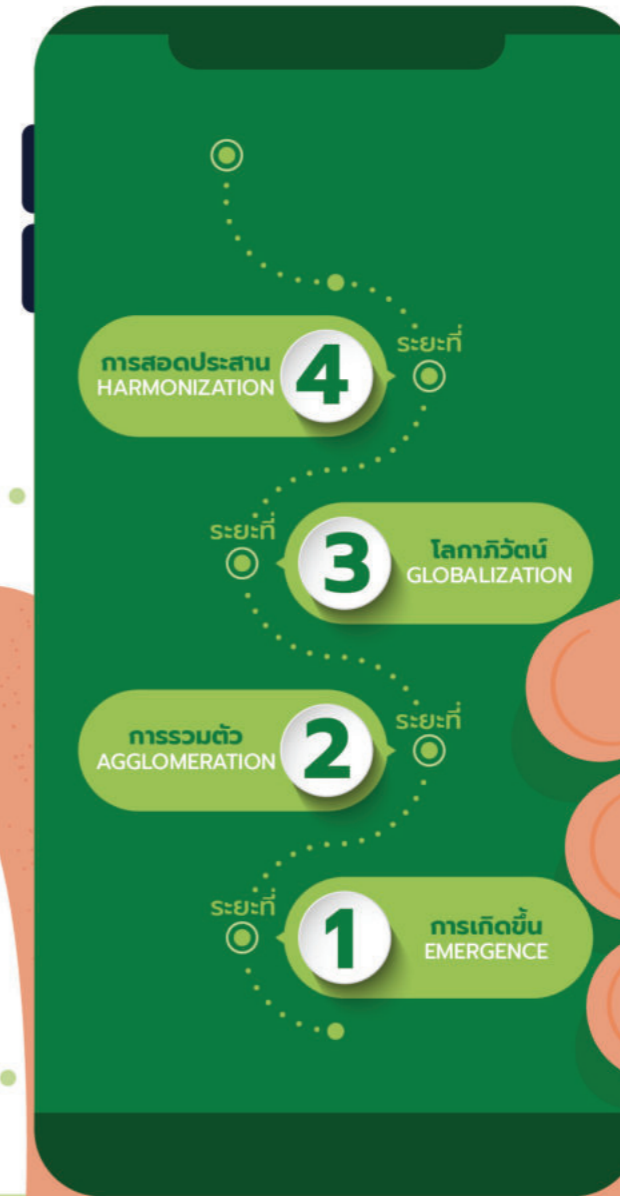 ระยะที่
4
การสอดประสาน
HARMONIZATION
ระยะที่
3
โลกาภิวัตน์
GLOBALIZATION
ระยะที่
2
การรวมตัว
AGGLOMERATION
ระยะที่
1
การเกิดขึ้น
EMERGENCE